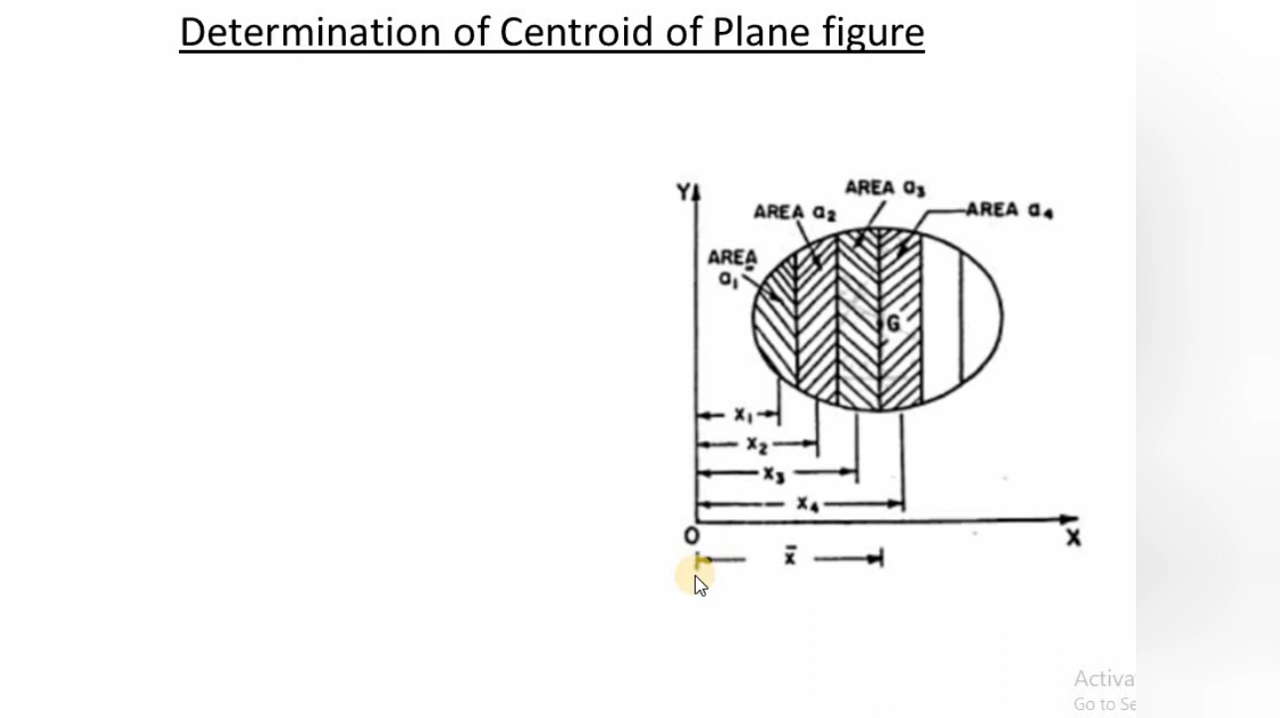 Determination of Centroid of Plane figure
Y
AREA a₃
AREA a₂
AREA a₄
AREA
a₁
G
x₁
x₂
x₃
x₄
O
X
x̄
Activa
Go to Se